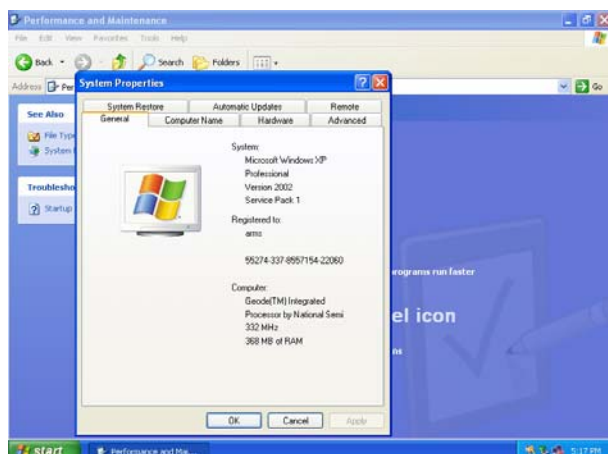 Performance and Maintenance
File Edit View Favorites Tools Help
Back Search Folders
Address Per Go
System Properties
System Restore Automatic Updates Remote
General Computer Name Hardware Advanced
See Also
File Typ
System
Troublesho
Startup
System:
Microsoft Windows XP
Professional
Version 2002
Service Pack 1
Registered to:
ams
55274-337-8557154-22060
Computer:
Geode(TM) Integrated
Processor by National Semi
332 MHz
368 MB of RAM
programs run faster
el icon
ns
OK Cancel Apply
start Performance and Mai... 5:17 PM